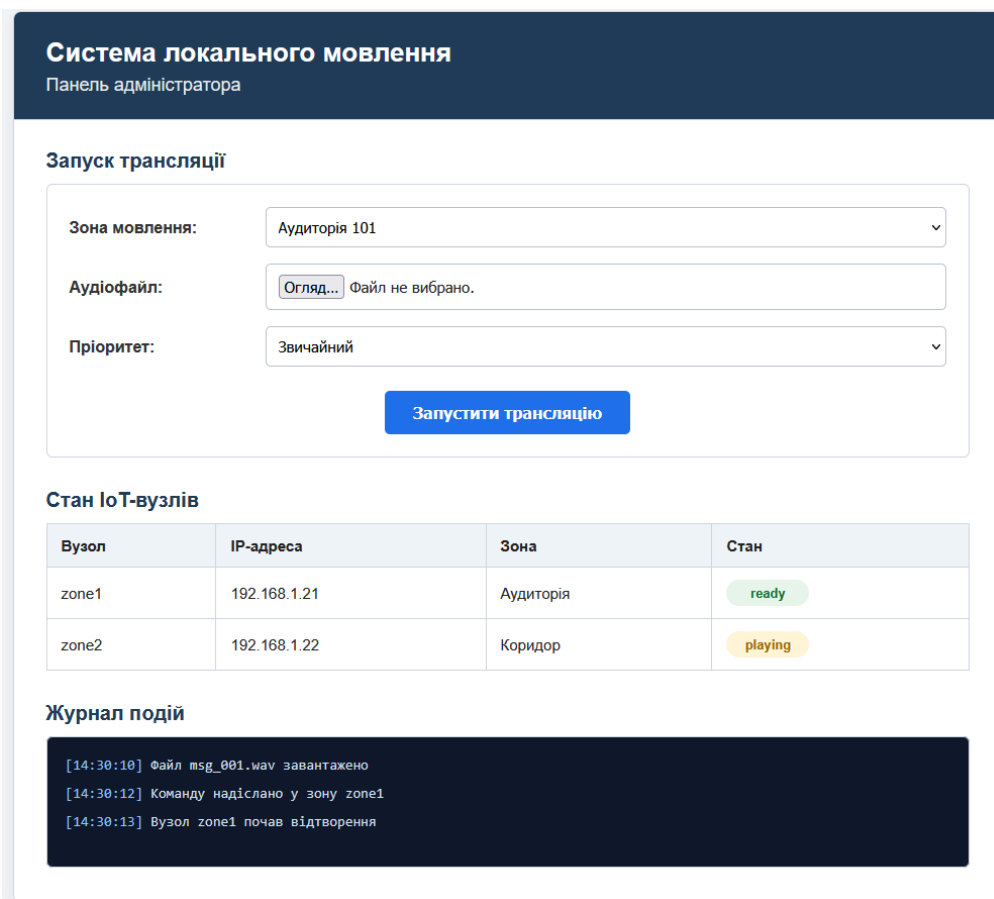 Система локального мовлення
Панель адміністратора
Запуск трансляції
Зона мовлення: Аудиторія 101
Аудіофайл: Огляд... Файл не вибрано.
Пріоритет: Звичайний
Запустити трансляцію
Стан IoT-вузлів
Вузол IP-адреса Зона Стан
zone1 192.168.1.21 Аудиторія ready
zone2 192.168.1.22 Коридор playing
Журнал подій
[14:30:10] Файл msg_001.wav завантажено
[14:30:12] Команду надіслано у зону zone1
[14:30:13] Вузол zone1 почав відтворення